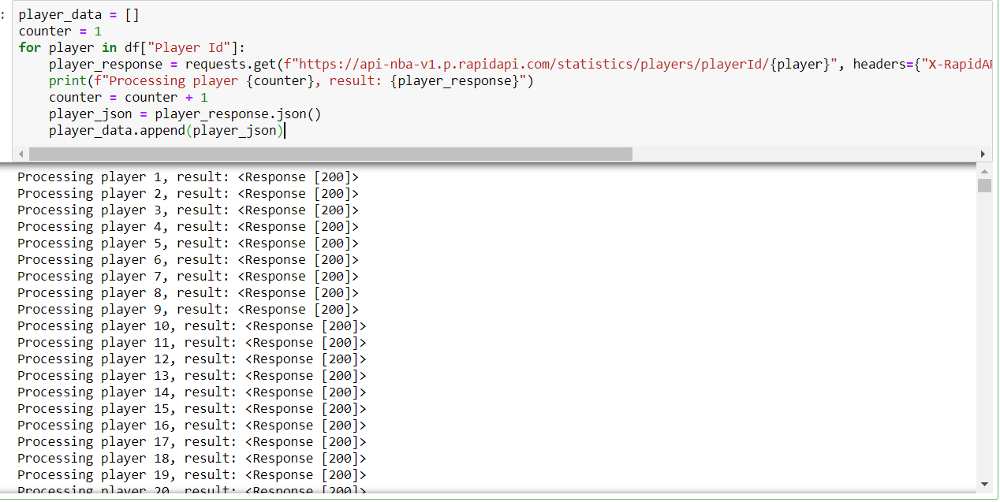 :
player_data = []
counter = 1
for player in df["Player Id"]:
    player_response = requests.get(f"https://api-nba-v1.p.rapidapi.com/statistics/players/playerId/{player}", headers={"X-RapidAP
    print(f"Processing player {counter}, result: {player_response}")
    counter = counter + 1
    player_json = player_response.json()
    player_data.append(player_json)
Processing player 1, result: <Response [200]>
Processing player 2, result: <Response [200]>
Processing player 3, result: <Response [200]>
Processing player 4, result: <Response [200]>
Processing player 5, result: <Response [200]>
Processing player 6, result: <Response [200]>
Processing player 7, result: <Response [200]>
Processing player 8, result: <Response [200]>
Processing player 9, result: <Response [200]>
Processing player 10, result: <Response [200]>
Processing player 11, result: <Response [200]>
Processing player 12, result: <Response [200]>
Processing player 13, result: <Response [200]>
Processing player 14, result: <Response [200]>
Processing player 15, result: <Response [200]>
Processing player 16, result: <Response [200]>
Processing player 17, result: <Response [200]>
Processing player 18, result: <Response [200]>
Processing player 19, result: <Response [200]>
Processing player 20, result: <Response [200]>